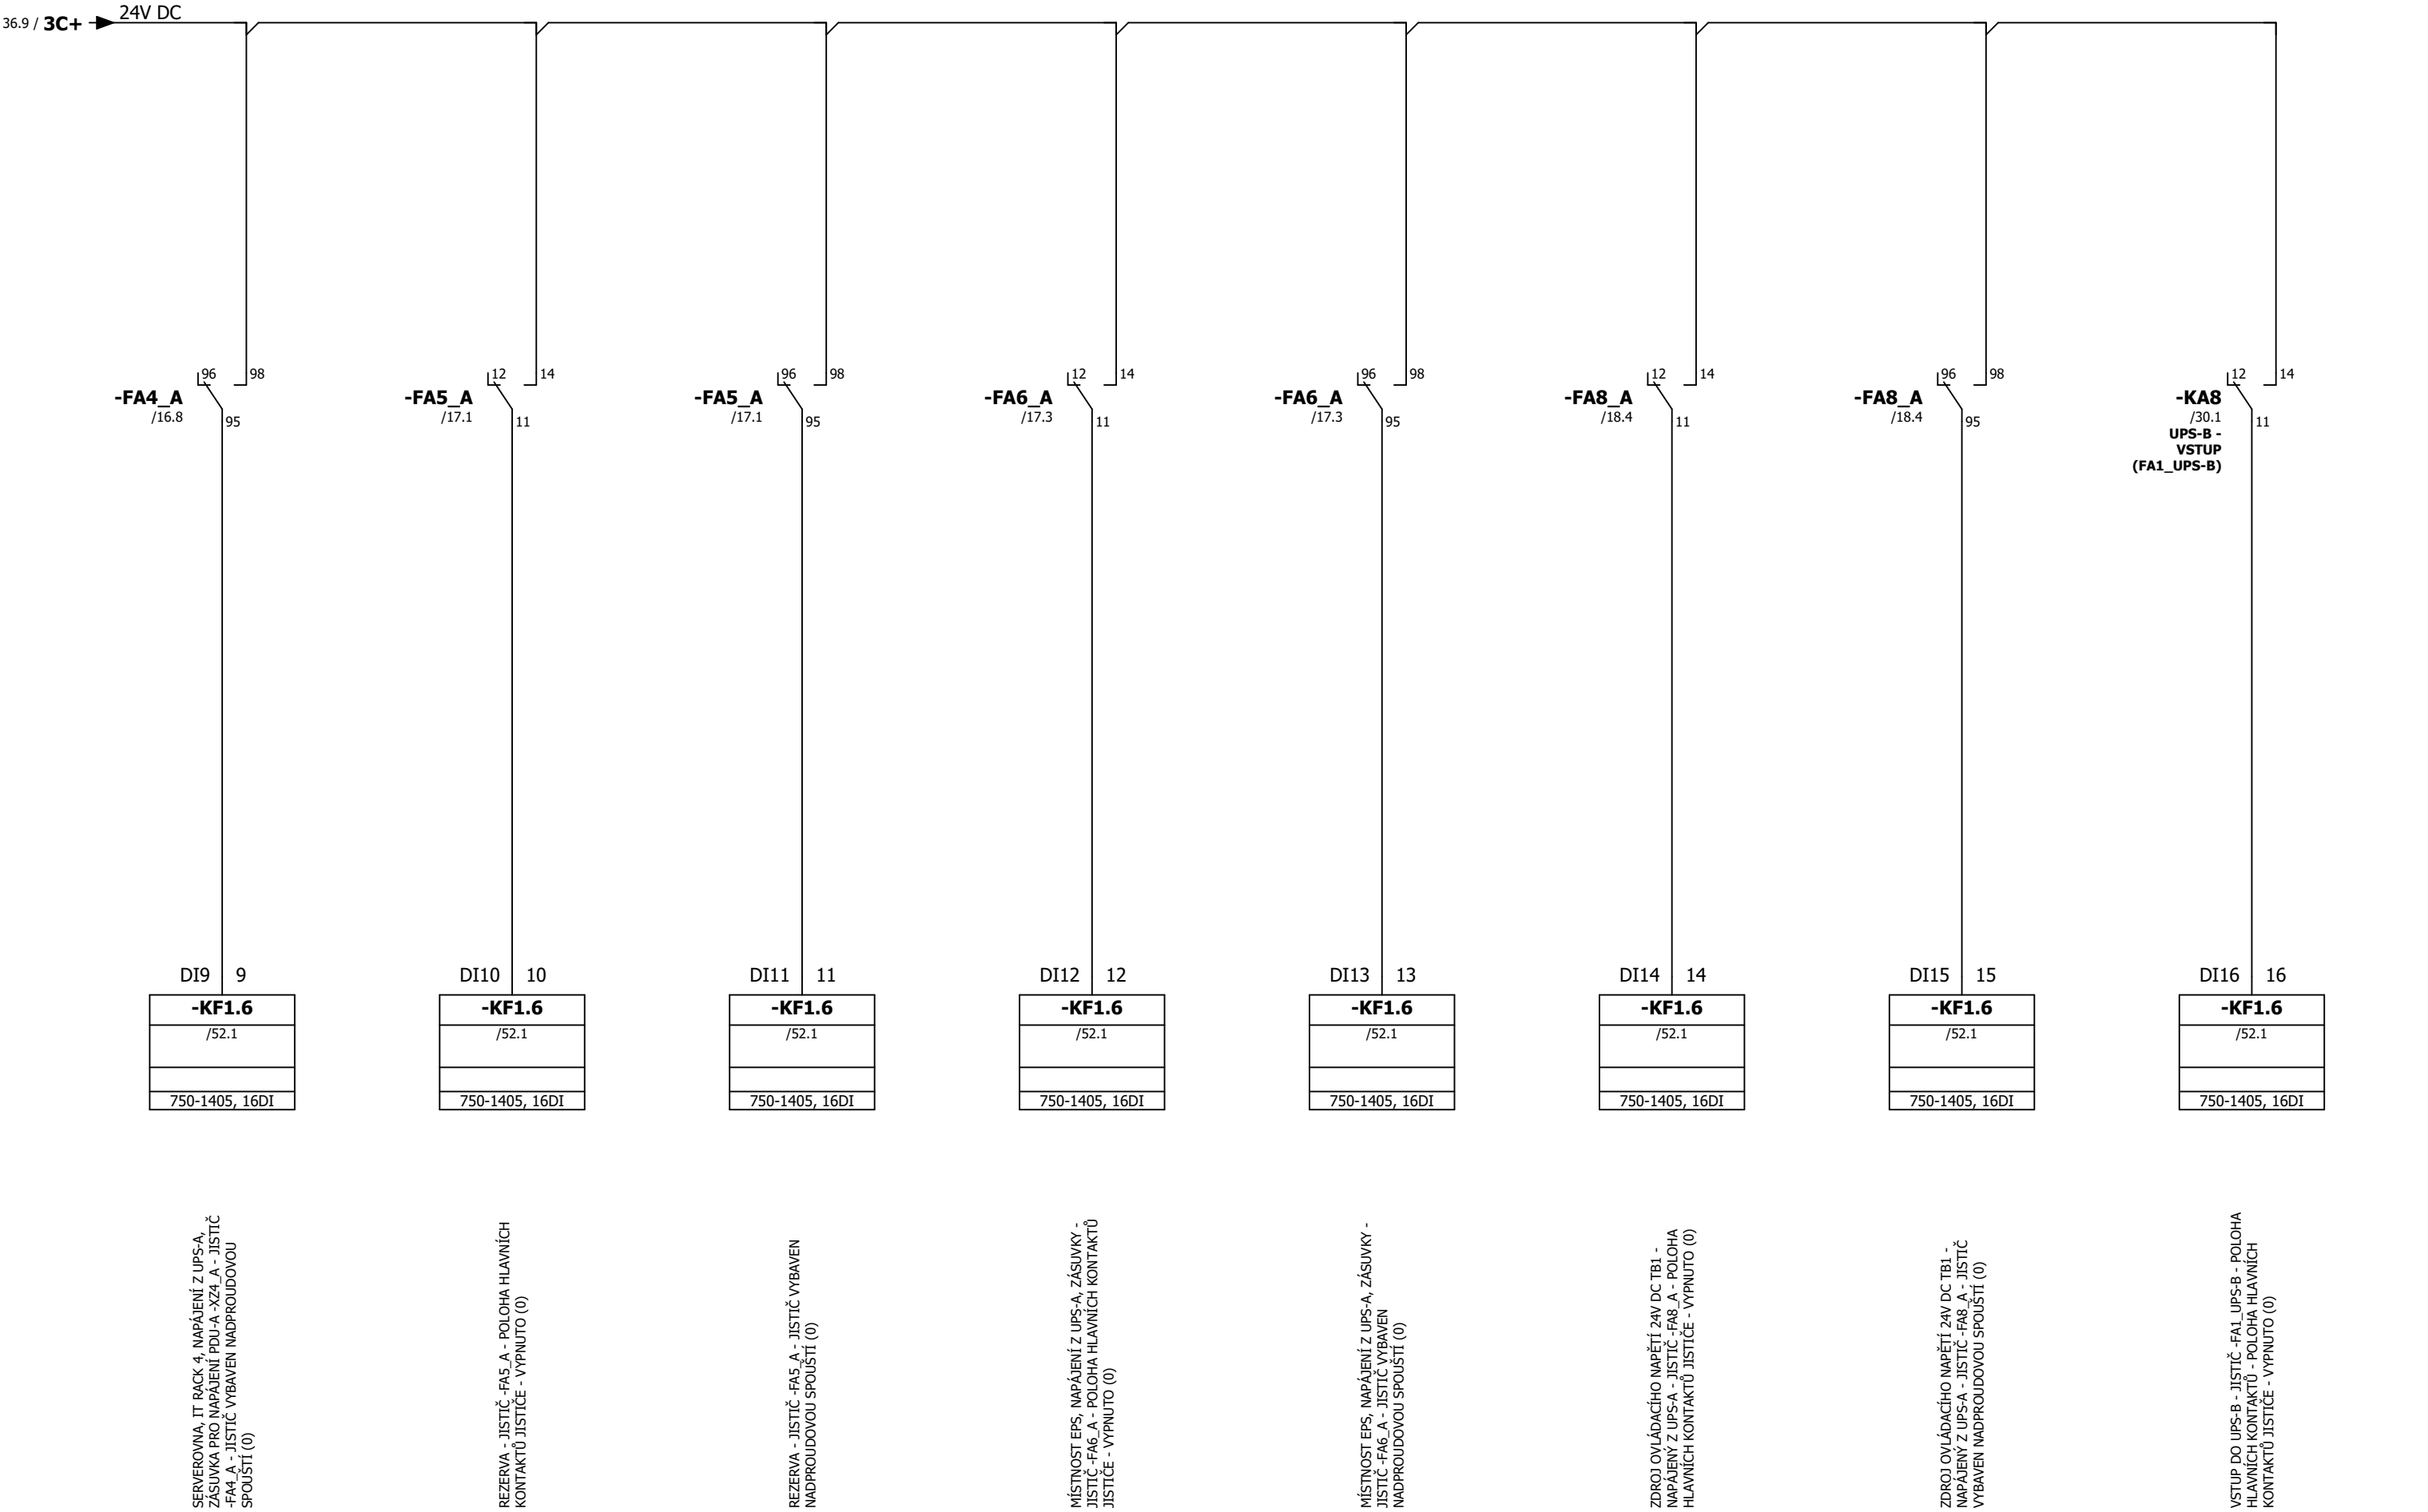 24V DC
36.9 / 3C+
96 98
-FA4_A
/16.8
95
12 14
-FA5_A
/17.1
11
96 98
-FA5_A
/17.1
95
12 14
-FA6_A
/17.3
11
96 98
-FA6_A
/17.3
95
12 14
-FA8_A
/18.4
11
96 98
-FA8_A
/18.4
95
12 14
-KA8
/30.1
11
UPS-B -
VSTUP
(FA1_UPS-B)
DI9 9
-KF1.6
/52.1
750-1405, 16DI
DI10 10
-KF1.6
/52.1
750-1405, 16DI
DI11 11
-KF1.6
/52.1
750-1405, 16DI
DI12 12
-KF1.6
/52.1
750-1405, 16DI
DI13 13
-KF1.6
/52.1
750-1405, 16DI
DI14 14
-KF1.6
/52.1
750-1405, 16DI
DI15 15
-KF1.6
/52.1
750-1405, 16DI
DI16 16
-KF1.6
/52.1
750-1405, 16DI
SERVEROVNA, IT RACK 4, NAPÁJENÍ Z UPS-A,
ZÁSUVKA PRO NAPÁJENÍ PDU-A -XZ4_A - JISTIČ
-FA4_A - JISTIČ VYBAVEN NADPROUDOVOU
SPOUŠTÍ (0)
REZERVA - JISTIČ -FA5_A - POLOHA HLAVNÍCH
KONTAKTŮ JISTIČE - VYPNUTO (0)
REZERVA - JISTIČ -FA5_A - JISTIČ VYBAVEN
NADPROUDOVOU SPOUŠTÍ (0)
MÍSTNOST EPS, NAPÁJENÍ Z UPS-A, ZÁSUVKY -
JISTIČ -FA6_A - POLOHA HLAVNÍCH KONTAKTŮ
JISTIČE - VYPNUTO (0)
MÍSTNOST EPS, NAPÁJENÍ Z UPS-A, ZÁSUVKY -
JISTIČ -FA6_A - JISTIČ VYBAVEN
NADPROUDOVOU SPOUŠTÍ (0)
ZDROJ OVLÁDACÍHO NAPĚTÍ 24V DC TB1 -
NAPÁJENÝ Z UPS-A - JISTIČ -FA8_A - POLOHA
HLAVNÍCH KONTAKTŮ JISTIČE - VYPNUTO (0)
ZDROJ OVLÁDACÍHO NAPĚTÍ 24V DC TB1 -
NAPÁJENÝ Z UPS-A - JISTIČ -FA8_A - JISTIČ
VYBAVEN NADPROUDOVOU SPOUŠTÍ (0)
VSTUP DO UPS-B - JISTIČ -FA1_UPS-B - POLOHA
HLAVNÍCH KONTAKTŮ - POLOHA HLAVNÍCH
KONTAKTŮ JISTIČE - VYPNUTO (0)